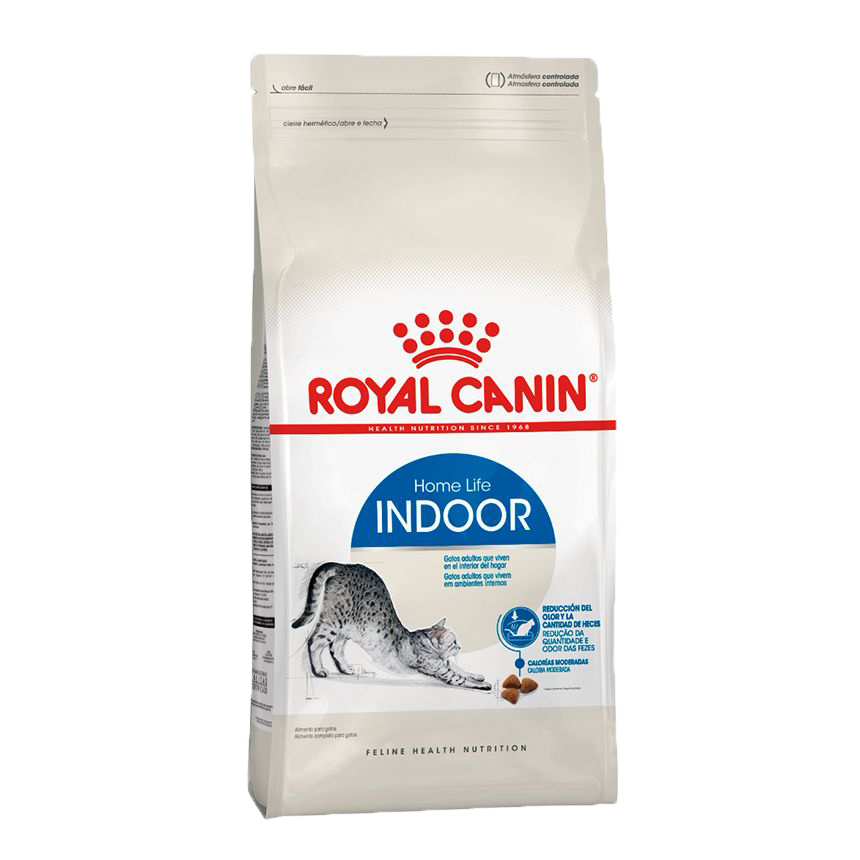 abre fácil
Atmósfera controlada
Atmosfera controlada
cierre hermético/abre e fecha
ROYAL CANIN®
HEALTH NUTRITION SINCE 1968
Home Life
INDOOR
Gatos adultos que viven
en el interior del hogar
Gatos adultos que vivem
em ambientes internos
REDUCCIÓN DEL
OLOR Y LA
CANTIDAD DE HECES
REDUÇÃO DA
QUANTIDADE E
ODOR DAS FEZES
CALORÍAS MODERADAS
CALORIA MODERADA
Alimento para gatos
Alimento completo para gatos
FELINE HEALTH NUTRITION